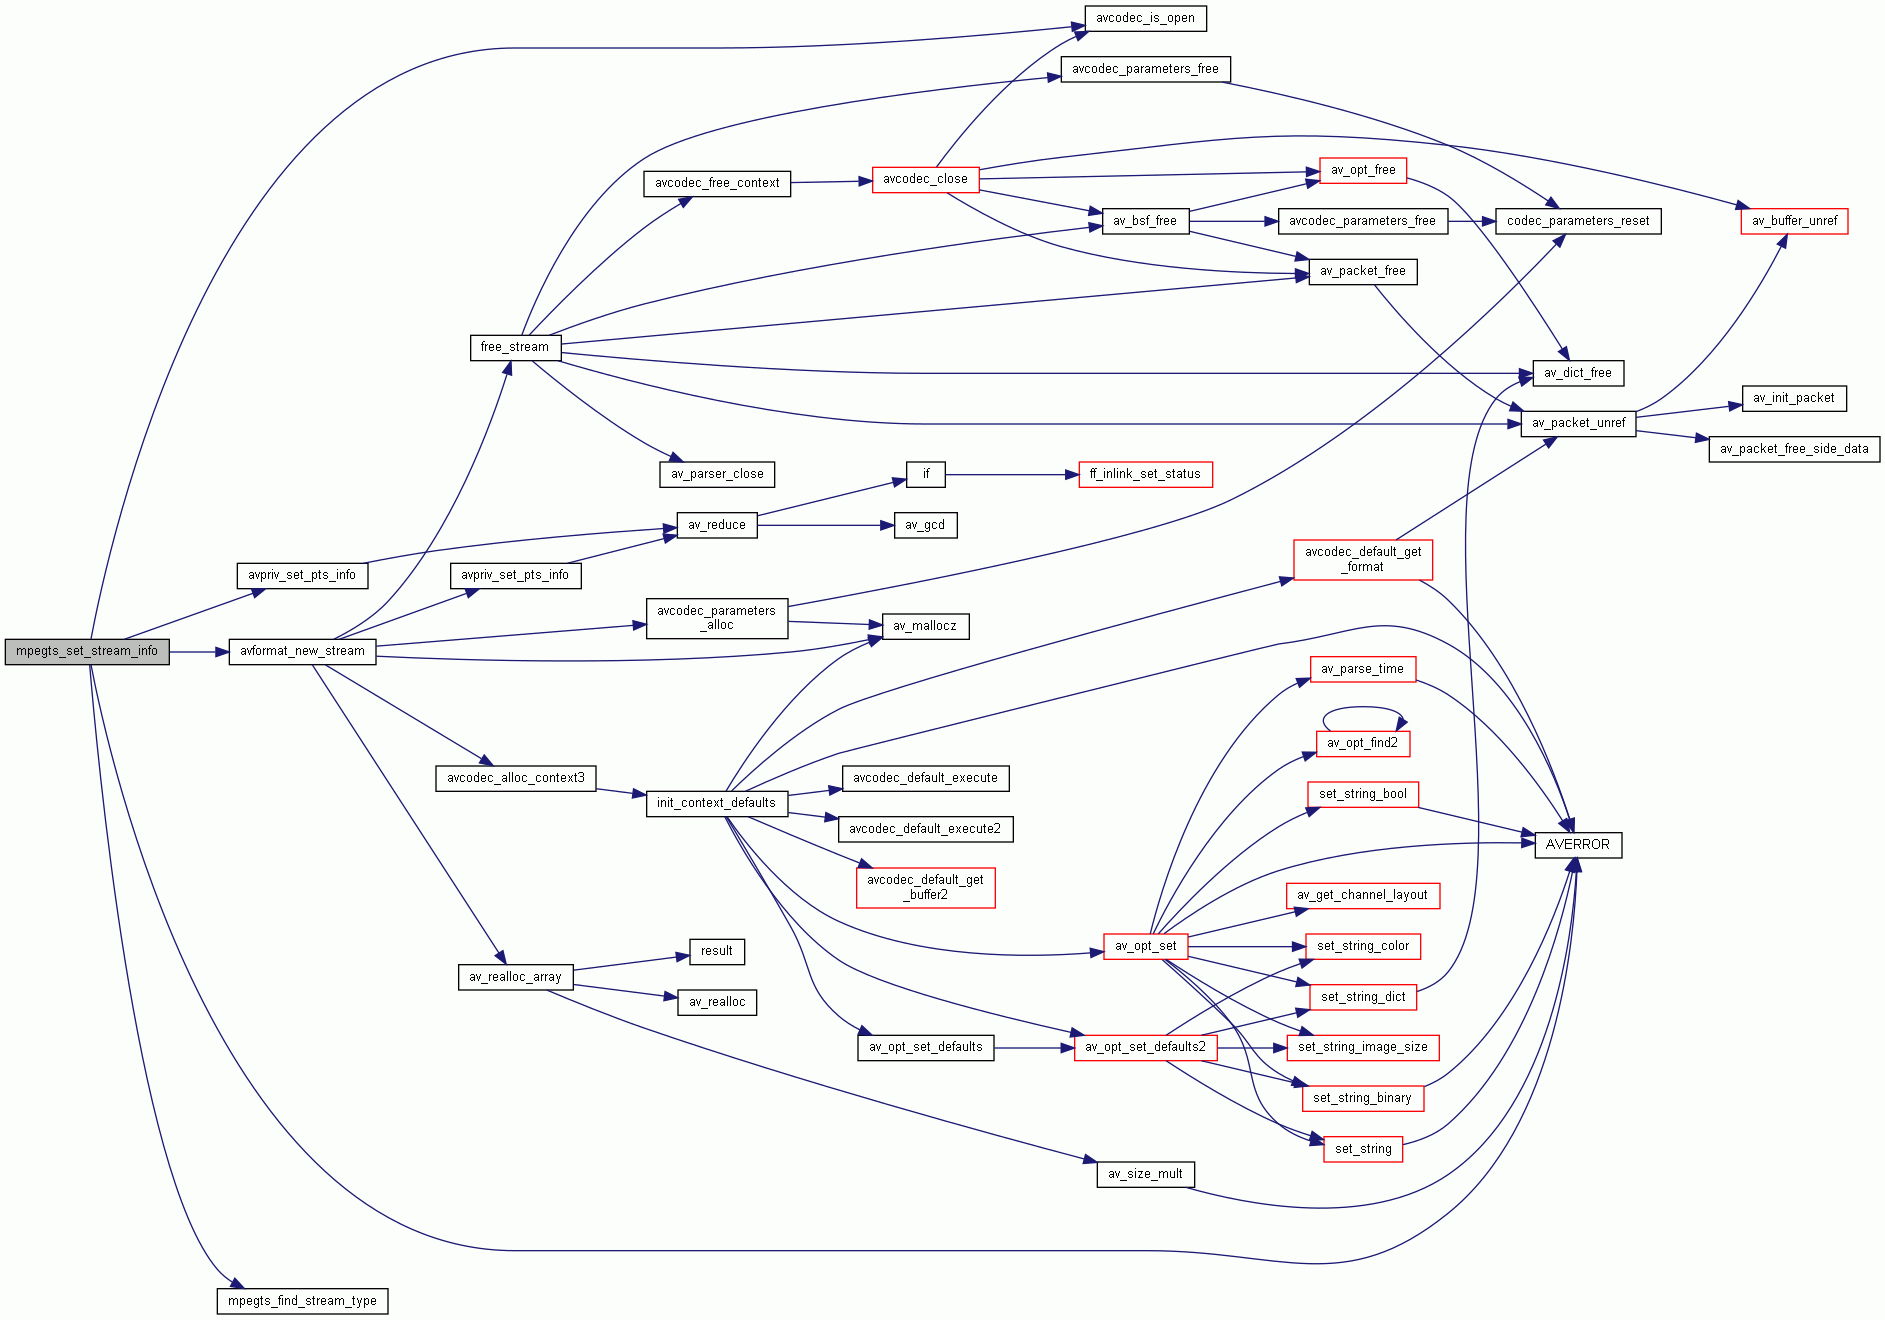 avcodec_is_open
avcodec_parameters_free
avcodec_close
av_opt_free
avcodec_free_context
av_bsf_free
avcodec_parameters_free
codec_parameters_reset
av_buffer_unref
av_packet_free
free_stream
av_dict_free
av_init_packet
av_packet_unref
av_packet_free_side_data
av_parser_close
if
ff_inlink_set_status
av_reduce
av_gcd
avcodec_default_get
_format
avpriv_set_pts_info
avpriv_set_pts_info
avcodec_parameters
_alloc
av_mallocz
mpegts_set_stream_info
avformat_new_stream
av_parse_time
av_opt_find2
avcodec_alloc_context3
avcodec_default_execute
set_string_bool
init_context_defaults
avcodec_default_execute2
AVERROR
avcodec_default_get
_buffer2
av_get_channel_layout
av_opt_set
set_string_color
result
av_realloc_array
set_string_dict
av_realloc
av_opt_set_defaults
av_opt_set_defaults2
set_string_image_size
set_string_binary
set_string
av_size_mult
mpegts_find_stream_type